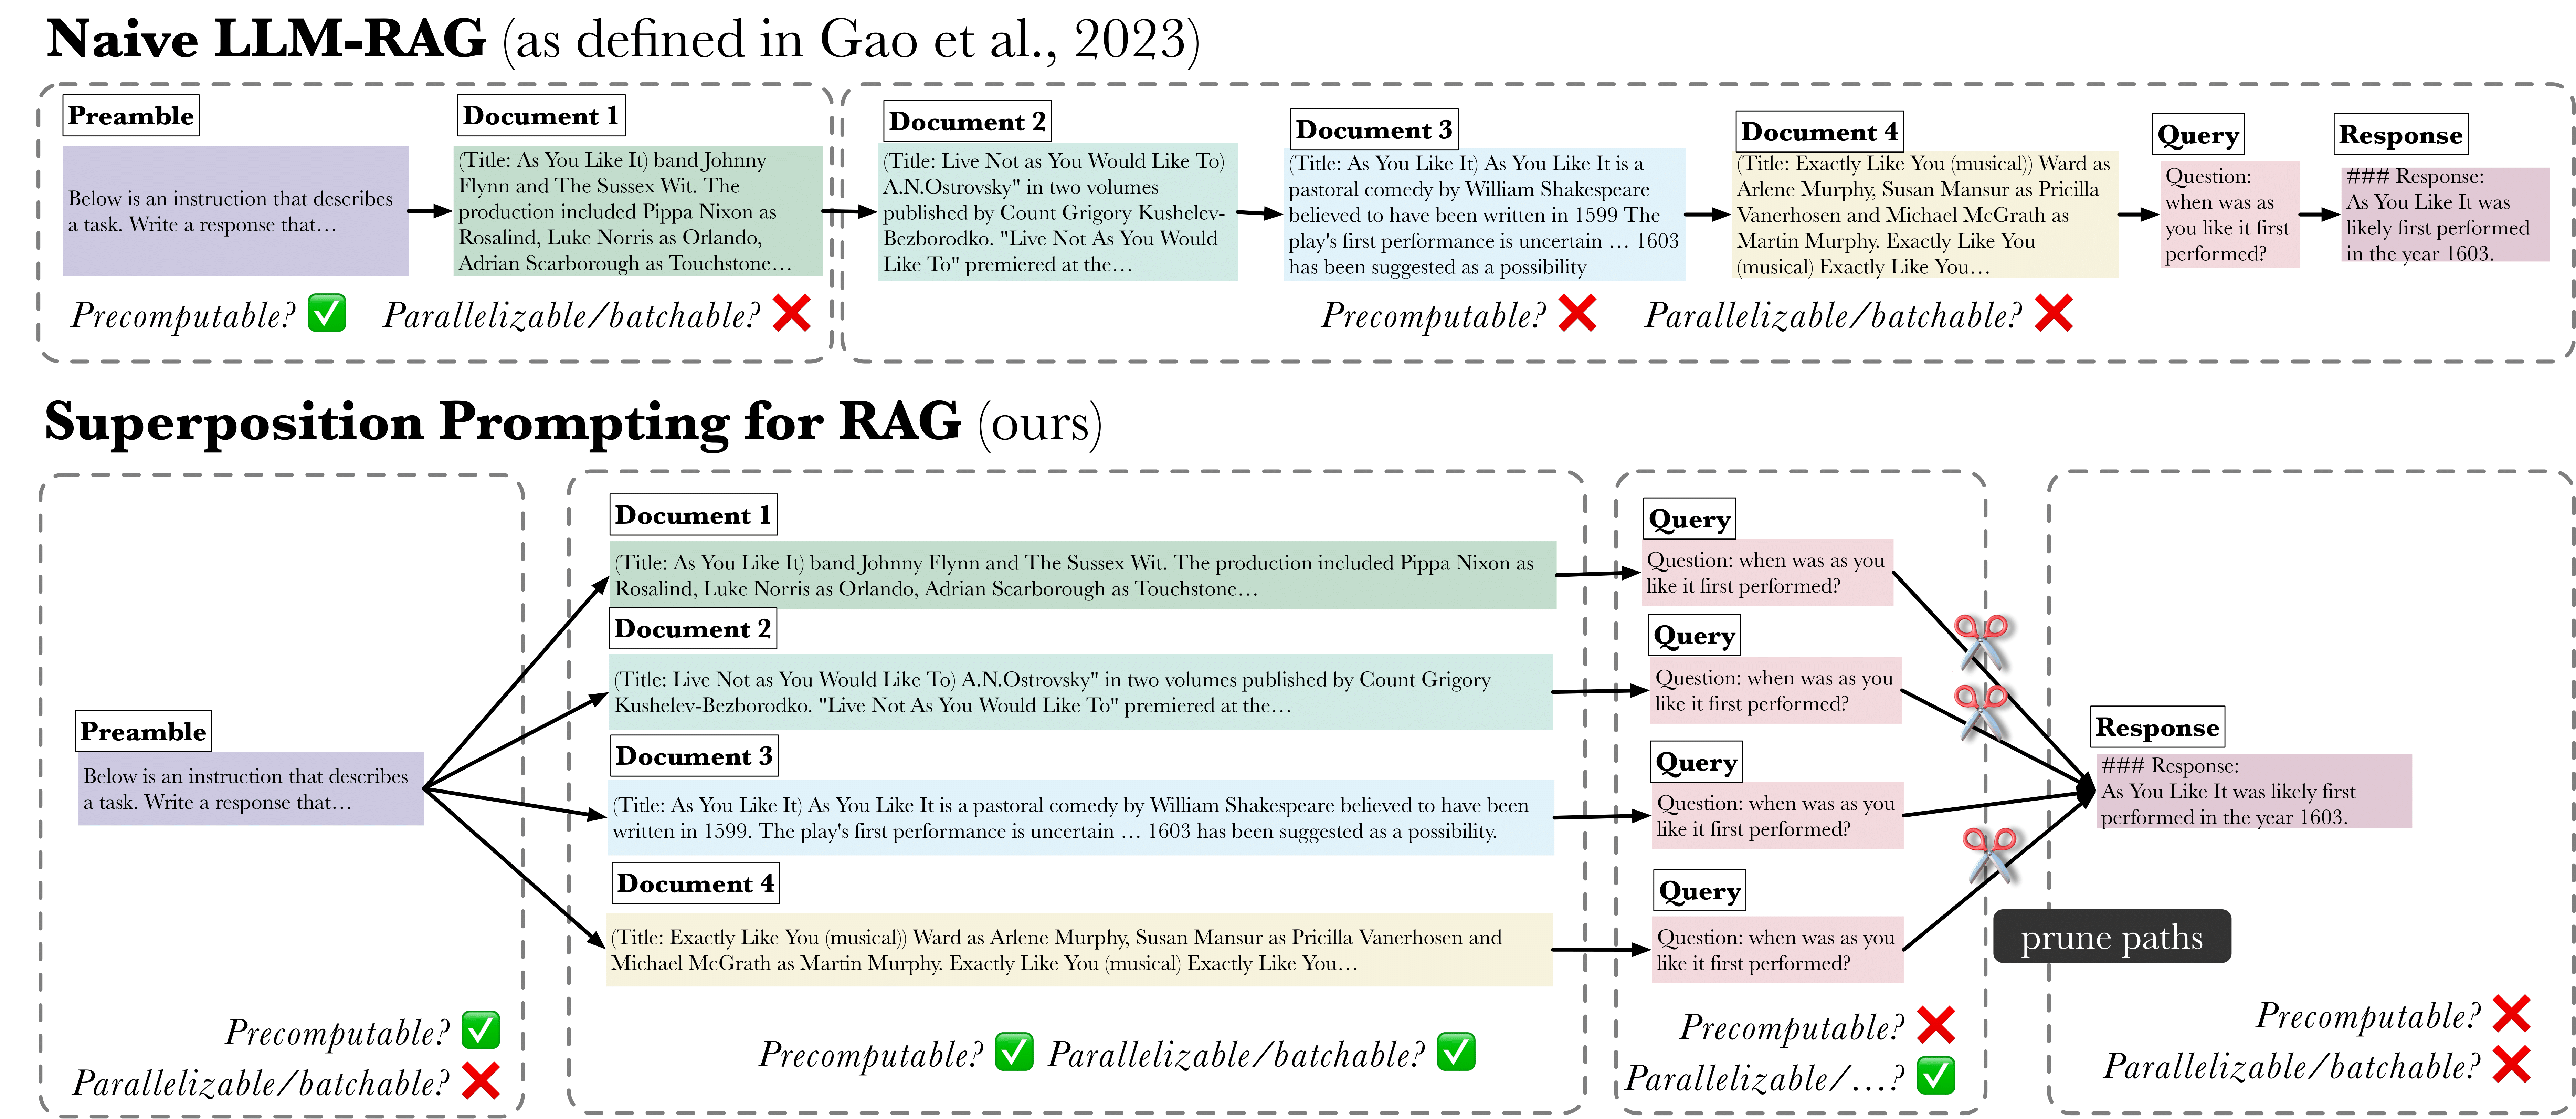 Naive LLM-RAG (as defined in Gao et al., 2023)
Preamble
Below is an instruction that describes
a task. Write a response that…
Document 1
(Title: As You Like It) band Johnny
Flynn and The Sussex Wit. The
production included Pippa Nixon as
Rosalind, Luke Norris as Orlando,
Adrian Scarborough as Touchstone…
Precomputable? ✅
Parallelizable/batchable? ❌
Document 2
(Title: Live Not as You Would Like To)
A.N.Ostrovsky" in two volumes
published by Count Grigory Kushelev-
Bezborodko. "Live Not As You Would
Like To" premiered at the…
Document 3
(Title: As You Like It) As You Like It is a
pastoral comedy by William Shakespeare
believed to have been written in 1599 The
play's first performance is uncertain … 1603
has been suggested as a possibility
Document 4
(Title: Exactly Like You (musical)) Ward as
Arlene Murphy, Susan Mansur as Pricilla
Vanerhosen and Michael McGrath as
Martin Murphy. Exactly Like You
(musical) Exactly Like You…
Query
Question:
when was as
you like it first
performed?
Response
### Response:
As You Like It was
likely first performed
in the year 1603.
Precomputable? ❌
Parallelizable/batchable? ❌
Superposition Prompting for RAG (ours)
Preamble
Below is an instruction that describes
a task. Write a response that…
Precomputable? ✅
Parallelizable/batchable? ❌
Document 1
(Title: As You Like It) band Johnny Flynn and The Sussex Wit. The production included Pippa Nixon as
Rosalind, Luke Norris as Orlando, Adrian Scarborough as Touchstone…
Document 2
(Title: Live Not as You Would Like To) A.N.Ostrovsky" in two volumes published by Count Grigory
Kushelev-Bezborodko. "Live Not As You Would Like To" premiered at the…
Document 3
(Title: As You Like It) As You Like It is a pastoral comedy by William Shakespeare believed to have been
written in 1599. The play's first performance is uncertain … 1603 has been suggested as a possibility.
Document 4
(Title: Exactly Like You (musical)) Ward as Arlene Murphy, Susan Mansur as Pricilla Vanerhosen and
Michael McGrath as Martin Murphy. Exactly Like You (musical) Exactly Like You…
Precomputable? ✅ Parallelizable/batchable? ✅
Query
Question: when was as you
like it first performed?
Query
Question: when was as you
like it first performed?
Query
Question: when was as you
like it first performed?
Query
Question: when was as you
like it first performed?
Precomputable? ❌
Parallelizable/…? ✅
prune paths
Response
### Response:
As You Like It was likely first
performed in the year 1603.
Precomputable? ❌
Parallelizable/batchable? ❌